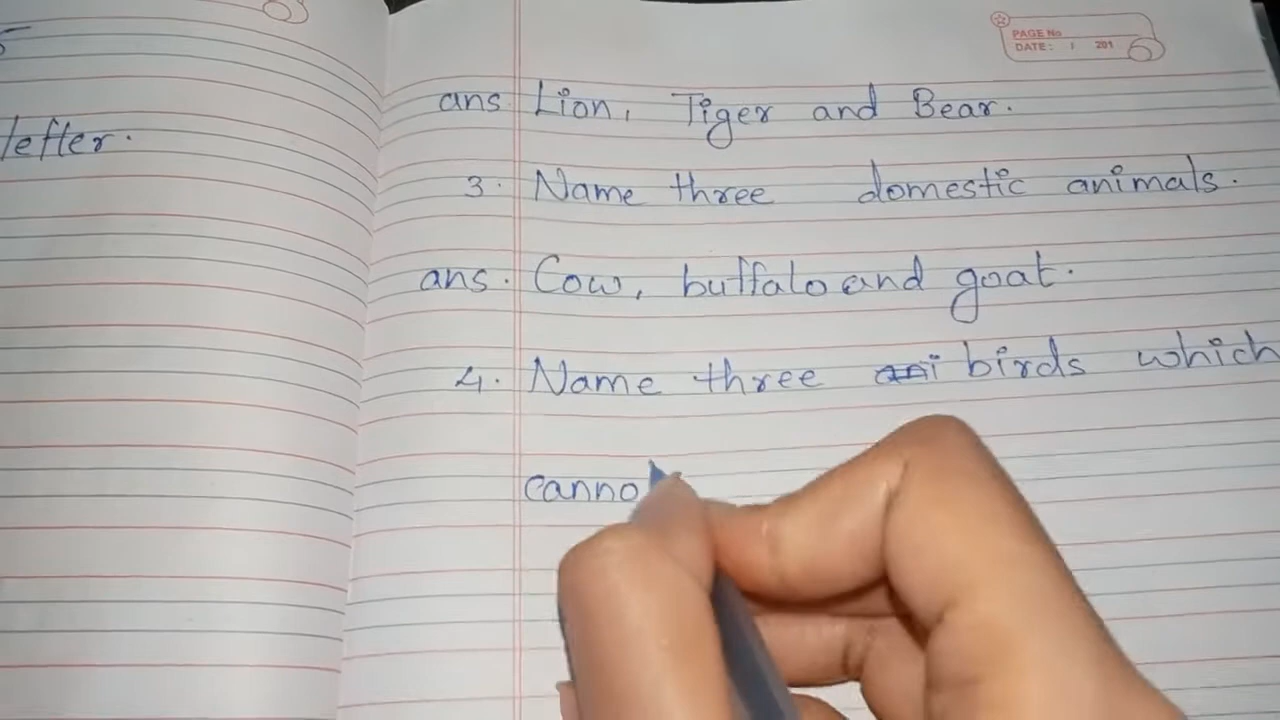 PAGE No
DATE: / 201
letter.
ans. Lion, Tiger and Bear.
3. Name three domestic animals.
ans. Cow, buffalo and goat.
4. Name three birds which
canno